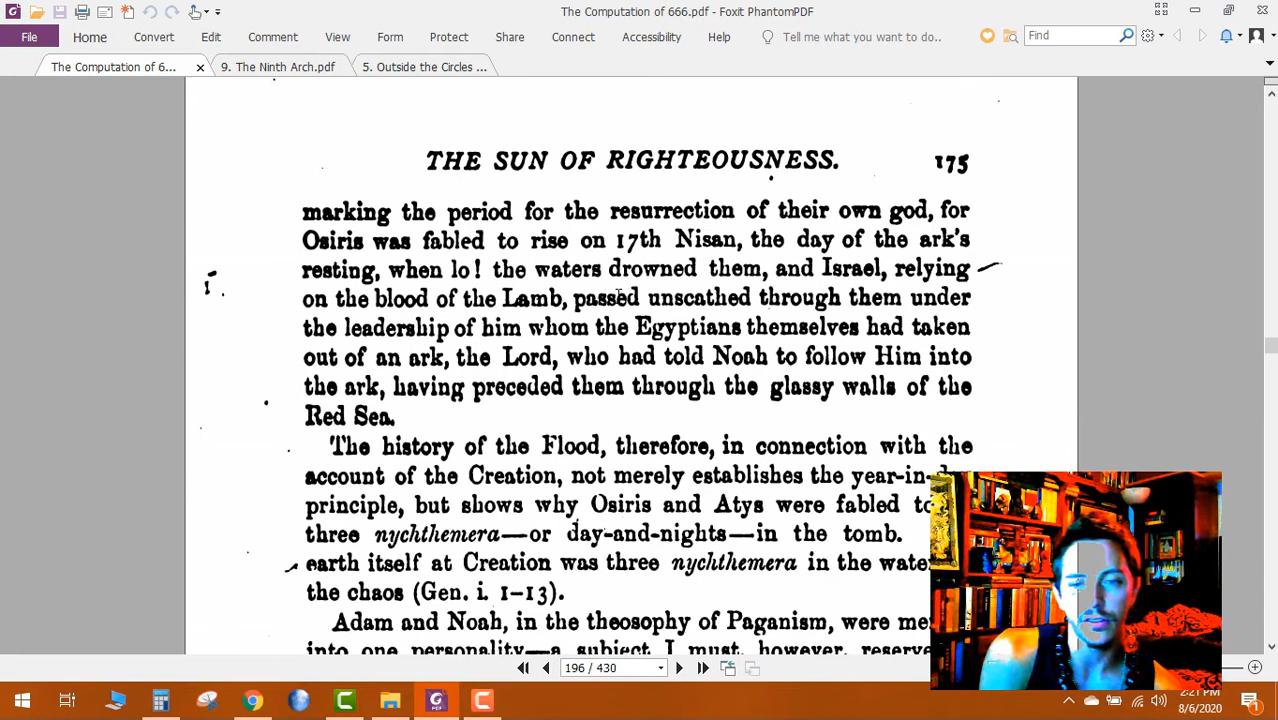 The Computation of 666.pdf - Foxit PhantomPDF
File Home Convert Edit Comment View Form Protect Share Connect Accessibility Help Tell me what you want to do.. Find
The Computation of 6... 9. The Ninth Arch.pdf 5. Outside the Circles ...
THE SUN OF RIGHTEOUSNESS. 175
marking the period for the resurrection of their own god, for
Osiris was fabled to rise on 17th Nisan, the day of the ark's
resting, when lo! the waters drowned them, and Israel, relying
on the blood of the Lamb, passed unscathed through them under
the leadership of him whom the Egyptians themselves had taken
out of an ark, the Lord, who had told Noah to follow Him into
the ark, having preceded them through the glassy walls of the
Red Sea.
The history of the Flood, therefore, in connection with the
account of the Creation, not merely establishes the year-in-
principle, but shows why Osiris and Atys were fabled
three nychthemera—or day-and-nights—in the tomb.
earth itself at Creation was three nychthemera in the
the chaos (Gen. i. 1-13).
Adam and Noah, in the theosophy of Paganism, were
into one personality—a subject I must, however,
196 / 430
2:21 PM
8/6/2020